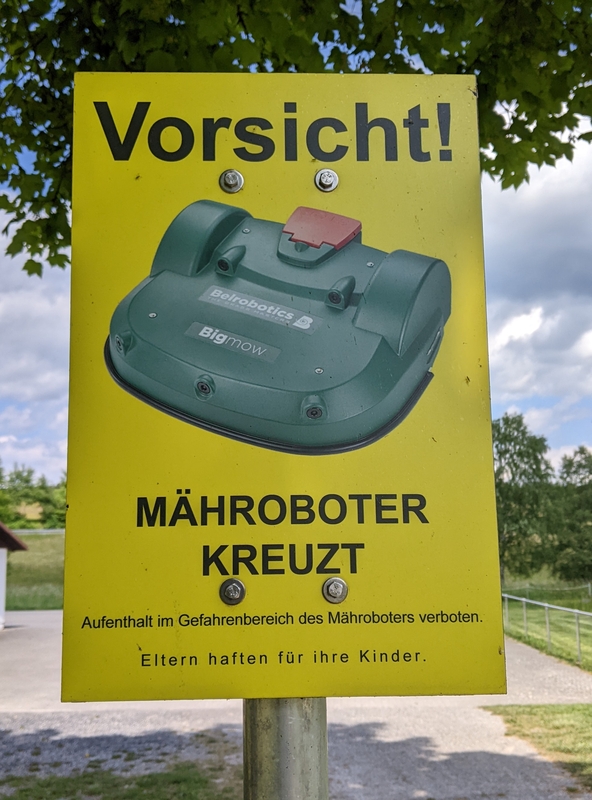 Vorsicht!
Belrobotics B
Bigmow
MÄHROBOTER
KREUZT
Aufenthalt im Gefahrenbereich des Mähroboters verboten.
Eltern haften für ihre Kinder.